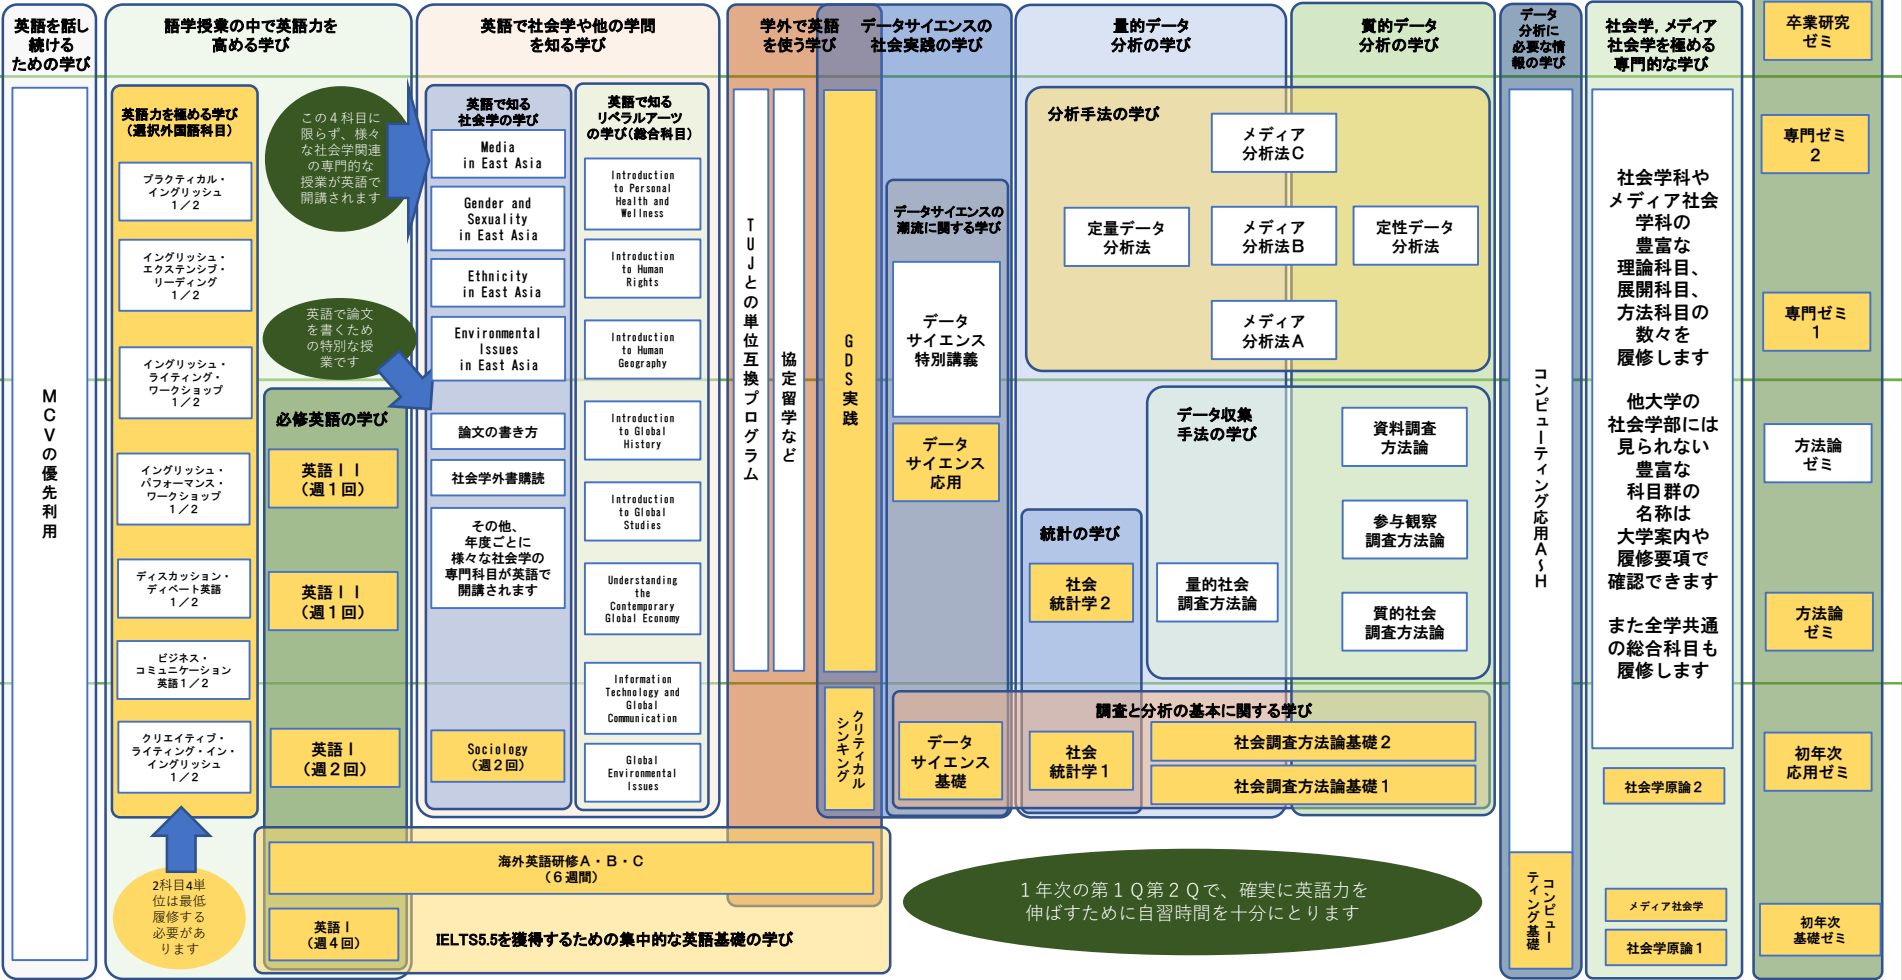 英語を話し
続ける
ための学び
MCVの優先利用
語学授業の中で英語力を
高める学び
英語力を極める学び
(選択外国語科目)
プラクティカル・
イングリッシュ
1/2
イングリッシュ・
エクステンシブ・
リーディング
1/2
イングリッシュ・
ライティング・
ワークショップ
1/2
イングリッシュ・
パフォーマンス・
ワークショップ
1/2
ディスカッション・
ディベート英語
1/2
ビジネス・
コミュニケーション
英語1/2
クリエイティブ・
ライティング・イン・
イングリッシュ
1/2
2科目4単
位は最低
履修する
必要があ
ります
この4科目に
限らず、様々
な社会学関連
の専門的な
授業が英語で
開講されます
英語で論文
を書くため
の特別な授
業です
必修英語の学び
英語II
(週1回)
英語II
(週1回)
英語I
(週2回)
英語I
(週4回)
海外英語研修A・B・C
(6週間)
IELTS5.5を獲得するための集中的な英語基礎の学び
英語で社会学や他の学問
を知る学び
英語で知る
社会学の学び
Media
in East Asia
Gender and
Sexuality
in East Asia
Ethnicity
in East Asia
Environmental
Issues
in East Asia
論文の書き方
社会学外書購読
その他、
年度ごとに
様々な社会学の
専門科目が英語で
開講されます
Sociology
(週2回)
英語で知る
リベラルアーツ
の学び(総合科目)
Introduction
to Personal
Health and
Wellness
Introduction
to Human
Rights
Introduction
to Human
Geography
Introduction
to Global
History
Introduction
to Global
Studies
Understanding
the
Contemporary
Global Economy
Information
Technology and
Global
Communication
Global
Environmental
Issues
学外で英語
を使う学び
TUJとの単位互換プログラム
協定留学など
データサイエンスの
社会実践の学び
GDS実践
クリティカル
シンキング
データサイエンスの
潮流に関する学び
データ
サイエンス
特別講義
データ
サイエンス
応用
データ
サイエンス
基礎
量的データ
分析の学び
質的データ
分析の学び
分析手法の学び
メディア
分析法C
定量データ
分析法
メディア
分析法B
定性データ
分析法
メディア
分析法A
データ収集
手法の学び
資料調査
方法論
参与観察
調査方法論
統計の学び
社会
統計学2
量的社会
調査方法論
質的社会
調査方法論
調査と分析の基本に関する学び
社会
統計学1
社会調査方法論基礎2
社会調査方法論基礎1
1年次の第1Q第2Qで、確実に英語力を
伸ばすために自習時間を十分にとります
データ
分析に
必要な情
報の学び
コンピューティング応用A~H
コンピュー
ティング基礎
社会学,メディア
社会学を極める
専門的な学び
社会学科や
メディア社会
学科の
豊富な
理論科目、
展開科目、
方法科目の
数々を
履修します
他大学の
社会学部には
見られない
豊富な
科目群の
名称は
大学案内や
履修要項で
確認できます
また全学共通
の総合科目も
履修します
社会学原論2
メディア社会学
社会学原論1
卒業研究
ゼミ
専門ゼミ
2
専門ゼミ
1
方法論
ゼミ
方法論
ゼミ
初年次
応用ゼミ
初年次
基礎ゼミ